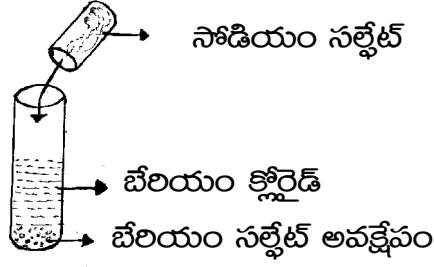 సోడియం సల్ఫేట్
బేరియం క్లోరైడ్
బేరియం సల్ఫేట్ అవక్షేపం